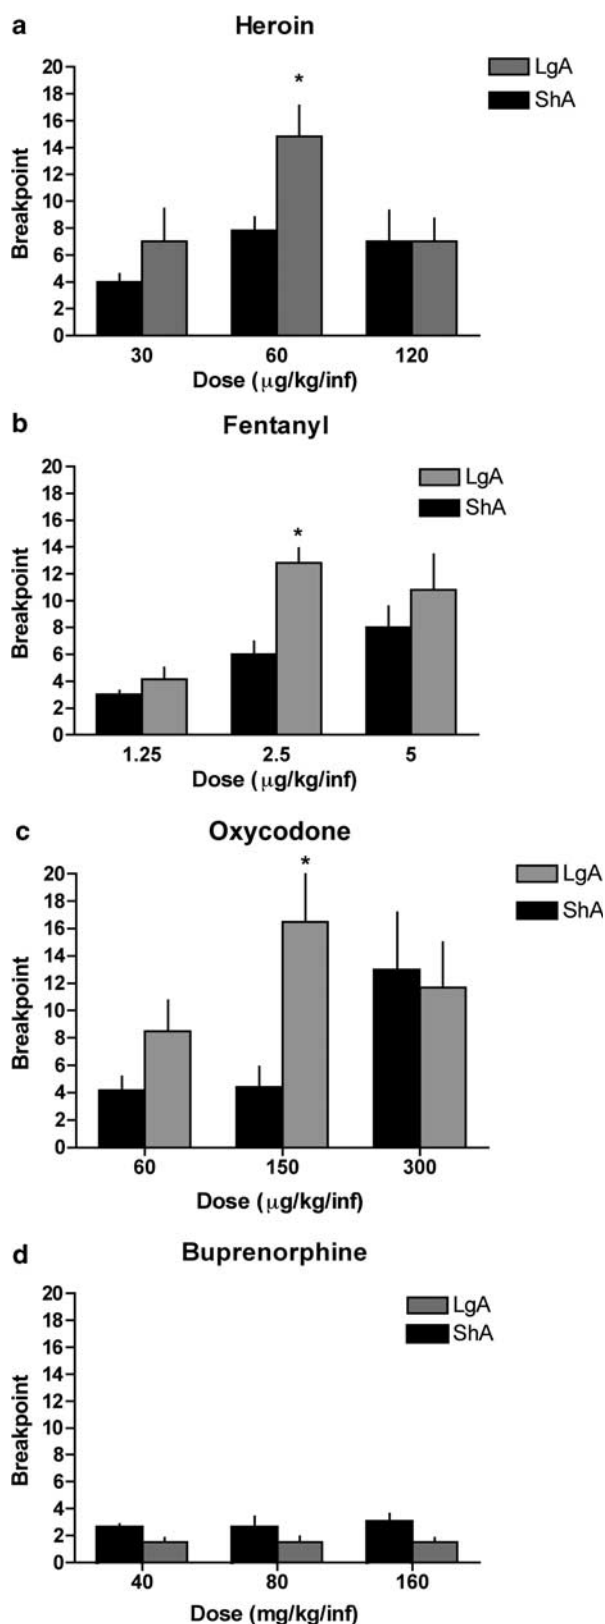 a
Heroin
20
18
16
14
12
10
8
6
4
2
0
Breakpoint
*
LgA
ShA
30 60 120
Dose (μg/kg/inf)
b
Fentanyl
20
18
16
14
12
10
8
6
4
2
0
Breakpoint
*
LgA
ShA
1.25 2.5 5
Dose (μg/kg/inf)
c
Oxycodone
20
18
16
14
12
10
8
6
4
2
0
Breakpoint
*
LgA
ShA
60 150 300
Dose (μg/kg/inf)
d
Buprenorphine
20
18
16
14
12
10
8
6
4
2
0
Breakpoint
LgA
ShA
40 80 160
Dose (mg/kg/inf)